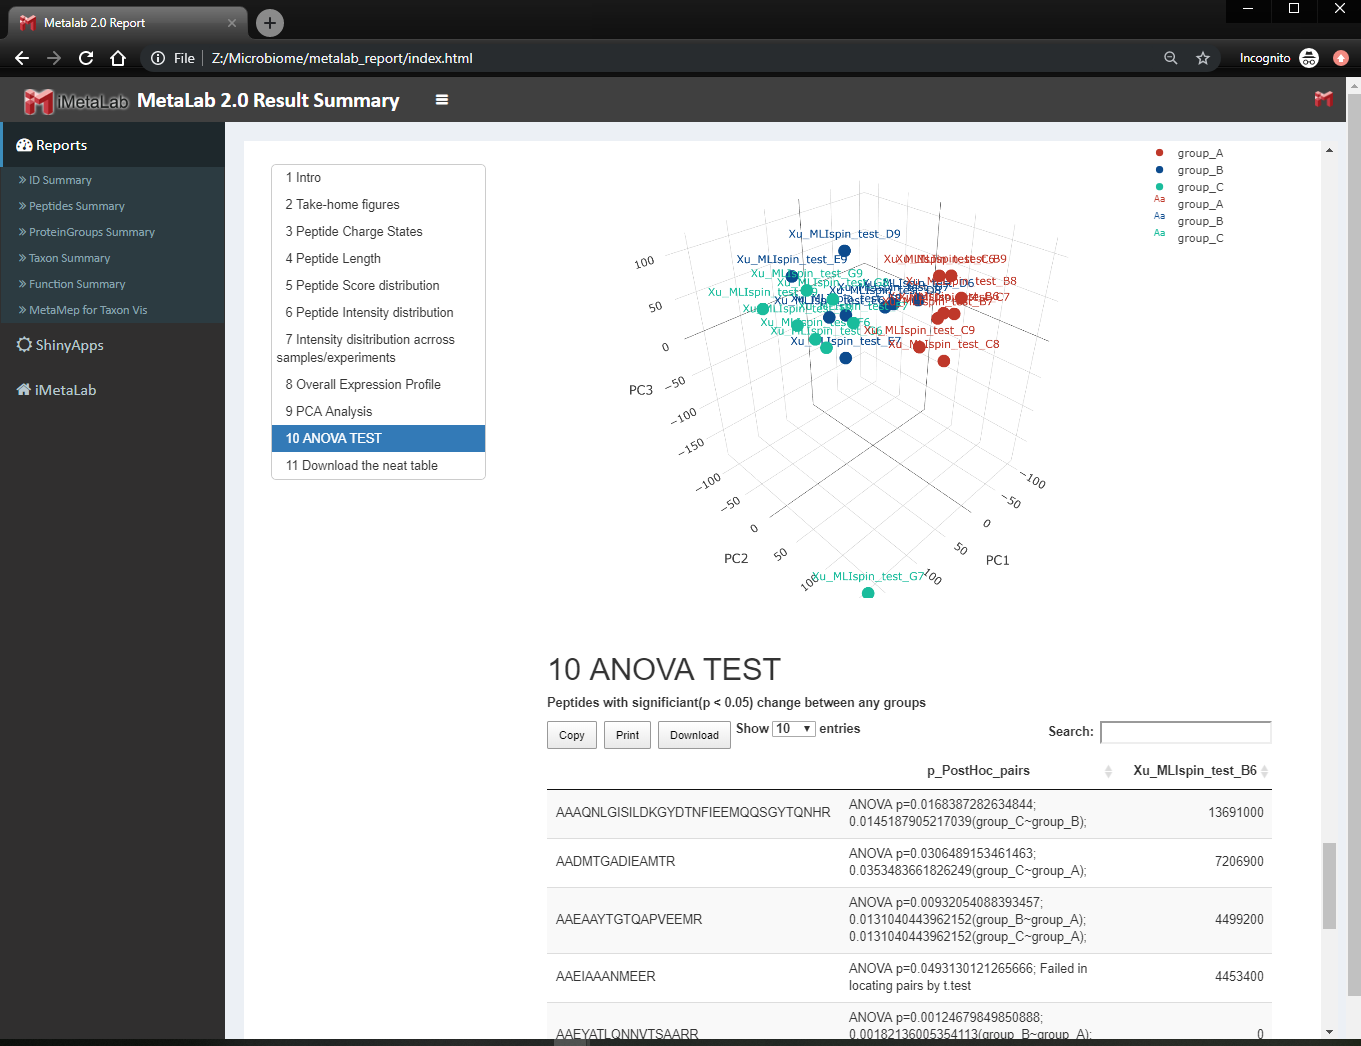 Metalab 2.0 Report
File
Z:/Microbiome/metalab_report/index.html
Incognito
iMetaLab MetaLab 2.0 Result Summary
Reports
ID Summary
Peptides Summary
ProteinGroups Summary
Taxon Summary
Function Summary
MetaMep for Taxon Vis
ShinyApps
iMetaLab
1 Intro
2 Take-home figures
3 Peptide Charge States
4 Peptide Length
5 Peptide Score distribution
6 Peptide Intensity distribution
7 Intensity disitribution acrross
samples/experiments
8 Overall Expression Profile
9 PCA Analysis
10 ANOVA TEST
11 Download the neat table
group_A
group_B
group_C
Aa group_A
Aa group_B
Aa group_C
Xu_MLIspin_test_D9
Xu_MLIspin_test_E9
Xu_MLIspin_test_G9
Xu_MLIspin_test_B8
Xu_MLIspin_test_C9
Xu_MLIspin_test_C8
Xu_MLIspin_test_G7
100
50
0
−50
−100
−150
PC3
−100
−50
0
50
100
PC2
−100
−50
0
50
100
PC1
10 ANOVA TEST
Peptides with significiant(p < 0.05) change between any groups
Copy Print Download Show 10 entries Search:
p_PostHoc_pairs Xu_MLIspin_test_B6
AAAQNLGISILDKGYDTNFIEEMQQSGYTQNHR
ANOVA p=0.0168387282634844;
0.0145187905217039(group_C~group_B);
13691000
AADMTGADIEAMTR
ANOVA p=0.0306489153461463;
0.0353483661826249(group_C~group_A);
7206900
AAEAAYTGTQAPVEEMR
ANOVA p=0.00932054088393457;
0.0131040443962152(group_B~group_A);
0.0131040443962152(group_C~group_A);
4499200
AAEIAAANMEER
ANOVA p=0.0493130121265666; Failed in
locating pairs by t.test
4453400
AAEYATLQNNVTSAARR
ANOVA p=0.00124679849850888;
0.00182136005354113(group_B~group_A);
0